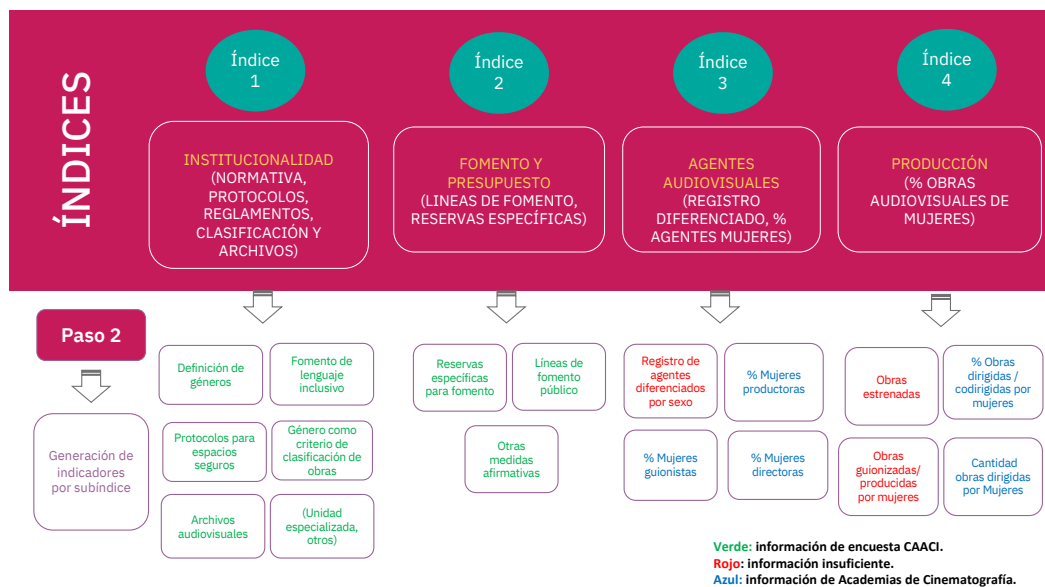 ÍNDICES
Índice
1
INSTITUCIONALIDAD
(NORMATIVA,
PROTOCOLOS,
REGLAMENTOS,
CLASIFICACIÓN Y
ARCHIVOS)
Índice
2
FOMENTO Y
PRESUPUESTO
(LINEAS DE FOMENTO,
RESERVAS ESPECÍFICAS)
Índice
3
AGENTES
AUDIOVISUALES
(REGISTRO
DIFERENCIADO, %
AGENTES MUJERES)
Índice
4
PRODUCCIÓN
(% OBRAS
AUDIOVISUALES DE
MUJERES)
Paso 2
Generación de
indicadores
por subíndice
Definición de
géneros
Fomento de
lenguaje
inclusivo
Protocolos para
espacios
seguros
Género como
criterio de
clasificación de
obras
Archivos
audiovisuales
(Unidad
especializada,
otros)
Reservas
específicas
para fomento
Líneas de
fomento
público
Otras
medidas
afirmativas
Registro de
agentes
diferenciados
por sexo
% Mujeres
productoras
% Mujeres
guionistas
% Mujeres
directoras
Obras
estrenadas
% Obras
dirigidas /
codirigidas por
mujeres
Obras
guionizadas/
producidas
por mujeres
Cantidad
obras dirigidas
por Mujeres
Verde: información de encuesta CAACI.
Rojo: información insuficiente.
Azul: información de Academias de Cinematografía.